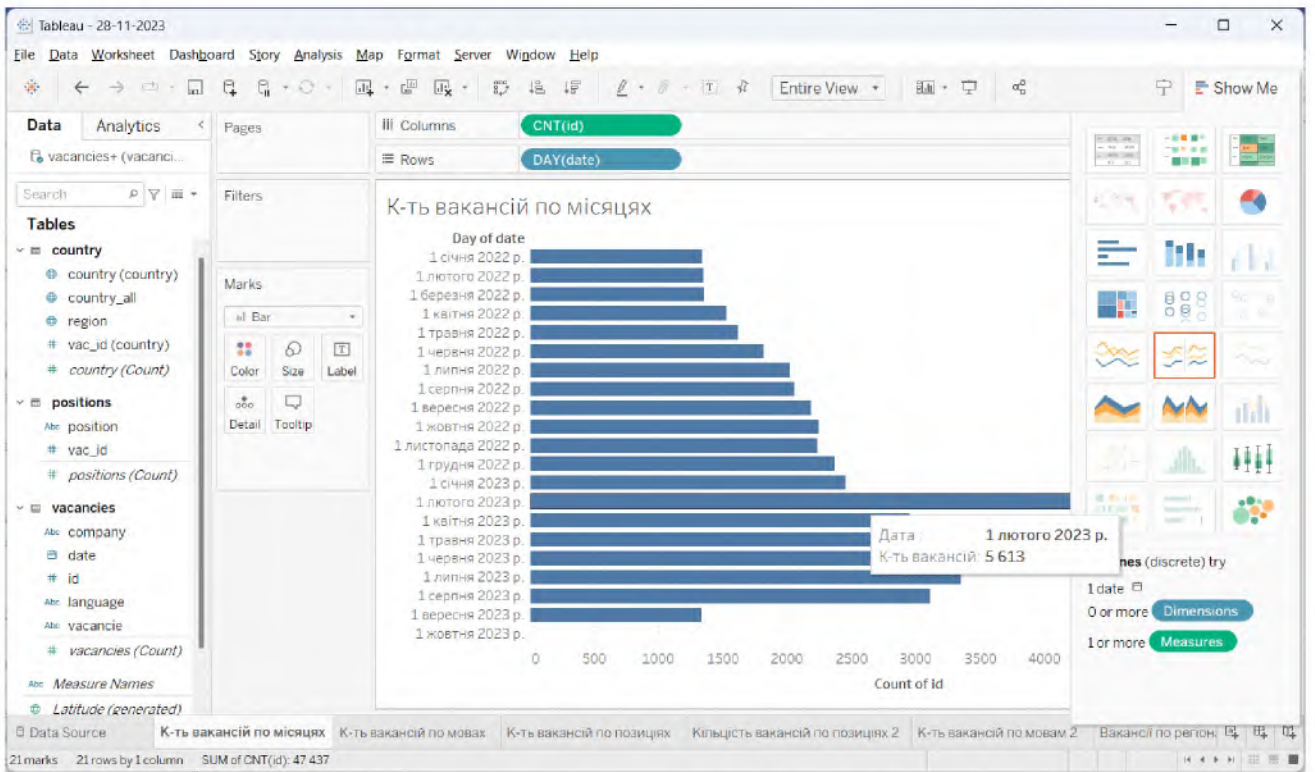 Tableau - 28-11-2023
File Data Worksheet Dashboard Story Analysis Map Format Server Window Help
Entire View
Show Me
Data
Analytics
vacancies+ (vacanci...
Search
Tables
country
country (country)
country_all
region
vac_id (country)
country (Count)
positions
Abc position
vac_id
positions (Count)
vacancies
Abc company
date
id
Abc language
Abc vacancie
vacancies (Count)
Abc Measure Names
Latitude (generated)
Pages
Filters
Marks
Bar
Color Size Label
Detail Tooltip
Columns
CNT(id)
Rows
DAY(date)
К-ть вакансій по місяцях
Day of date
1 січня 2022 р.
1 лютого 2022 р.
1 березня 2022 р.
1 квітня 2022 р.
1 травня 2022 р.
1 червня 2022 р.
1 липня 2022 р.
1 серпня 2022 р.
1 вересня 2022 р.
1 жовтня 2022 р.
1 листопада 2022 р.
1 грудня 2022 р.
1 січня 2023 р.
1 лютого 2023 р.
1 квітня 2023 р.
1 травня 2023 р.
1 червня 2023 р.
1 липня 2023 р.
1 серпня 2023 р.
1 вересня 2023 р.
1 жовтня 2023 р.
0 500 1000 1500 2000 2500 3000 3500 4000
Count of id
Дата : 1 лютого 2023 р.
К-ть вакансій: 5 613
nes (discrete) try
1 date
0 or more Dimensions
1 or more Measures
Data Source
К-ть вакансій по місяцях
К-ть вакансій по мовах
К-ть вакансій по позиціях
Кількість вакансій по позиціях 2
К-ть вакансій по мовам 2
Вакансії по регіон
21 marks 21 rows by 1 column SUM of CNT(id): 47 437